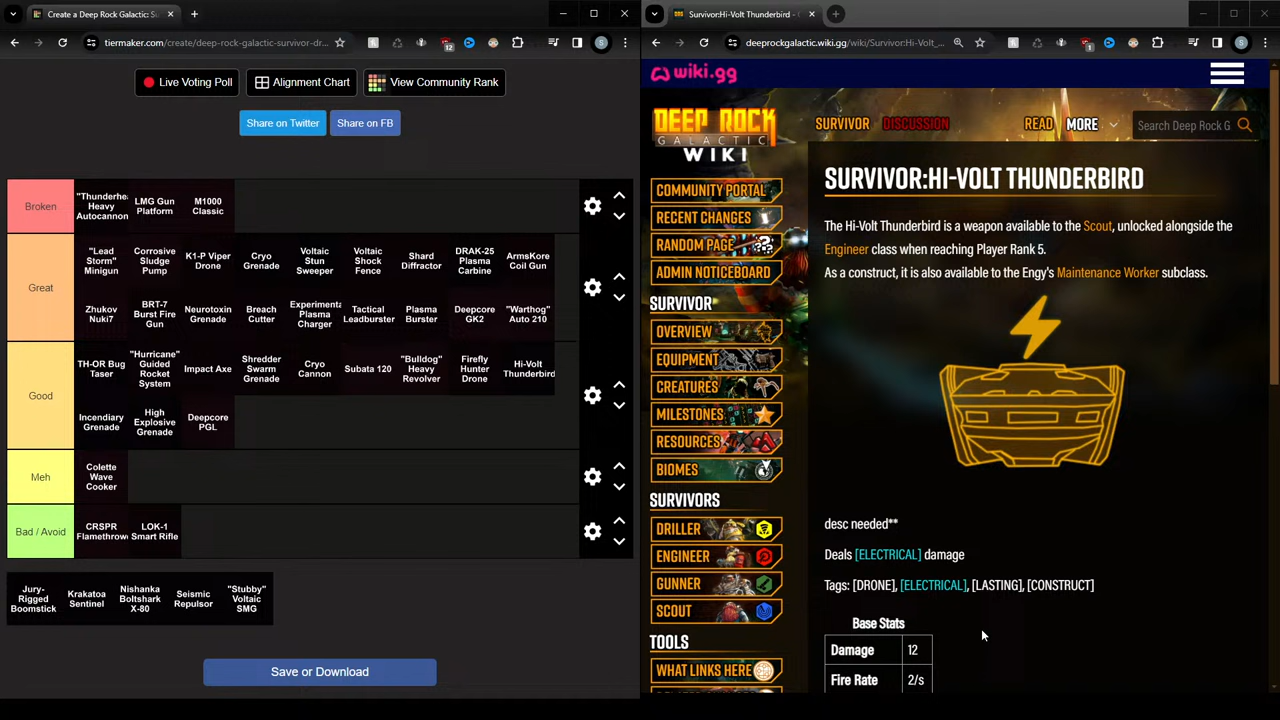 Create a Deep Rock Galactic: Su
Survivor:Hi-Volt Thunderbird -
tiermaker.com/create/deep-rock-galactic-survivor-dr...
12
S
deeprockgalactic.wiki.gg/wiki/Survivor:Hi-Volt_...
1
S
Live Voting Poll
Alignment Chart
View Community Rank
Share on Twitter
Share on FB
Broken
"Thunderhe
Heavy
Autocannon
LMG Gun
Platform
M1000
Classic
Great
"Lead
Storm"
Minigun
Corrosive
Sludge
Pump
K1-P Viper
Drone
Cryo
Grenade
Voltaic
Stun
Sweeper
Voltaic
Shock
Fence
Shard
Diffractor
DRAK-25
Plasma
Carbine
ArmsKore
Coil Gun
Zhukov
Nuki7
BRT-7
Burst Fire
Gun
Neurotoxin
Grenade
Breach
Cutter
Experimenta
Plasma
Charger
Tactical
Leadburster
Plasma
Burster
Deepcore
GK2
"Warthog"
Auto 210
Good
TH-OR Bug
Taser
"Hurricane"
Guided
Rocket
System
Impact Axe
Shredder
Swarm
Grenade
Cryo
Cannon
Subata 120
"Bulldog"
Heavy
Revolver
Firefly
Hunter
Drone
Hi-Volt
Thunderbird
Incendiary
Grenade
High
Explosive
Grenade
Deepcore
PGL
Meh
Colette
Wave
Cooker
Bad / Avoid
CRSPR
Flamethrow
LOK-1
Smart Rifle
Jury-
Rigged
Boomstick
Krakatoa
Sentinel
Nishanka
Boltshark
X-80
Seismic
Repulsor
"Stubby"
Voltaic
SMG
Save or Download
wiki.gg
DEEP ROCK
GALACTIC
WIKI
SURVIVOR
DISCUSSION
READ
MORE
Search Deep Rock G
COMMUNITY PORTAL
RECENT CHANGES
RANDOM PAGE
ADMIN NOTICEBOARD
SURVIVOR
OVERVIEW
EQUIPMENT
CREATURES
MILESTONES
RESOURCES
BIOMES
SURVIVORS
DRILLER
ENGINEER
GUNNER
SCOUT
TOOLS
WHAT LINKS HERE
SURVIVOR:HI-VOLT THUNDERBIRD
The Hi-Volt Thunderbird is a weapon available to the Scout, unlocked alongside the
Engineer class when reaching Player Rank 5.
As a construct, it is also available to the Engy's Maintenance Worker subclass.
desc needed**
Deals [ELECTRICAL] damage
Tags: [DRONE], [ELECTRICAL], [LASTING], [CONSTRUCT]
Base Stats
Damage 12
Fire Rate 2/s